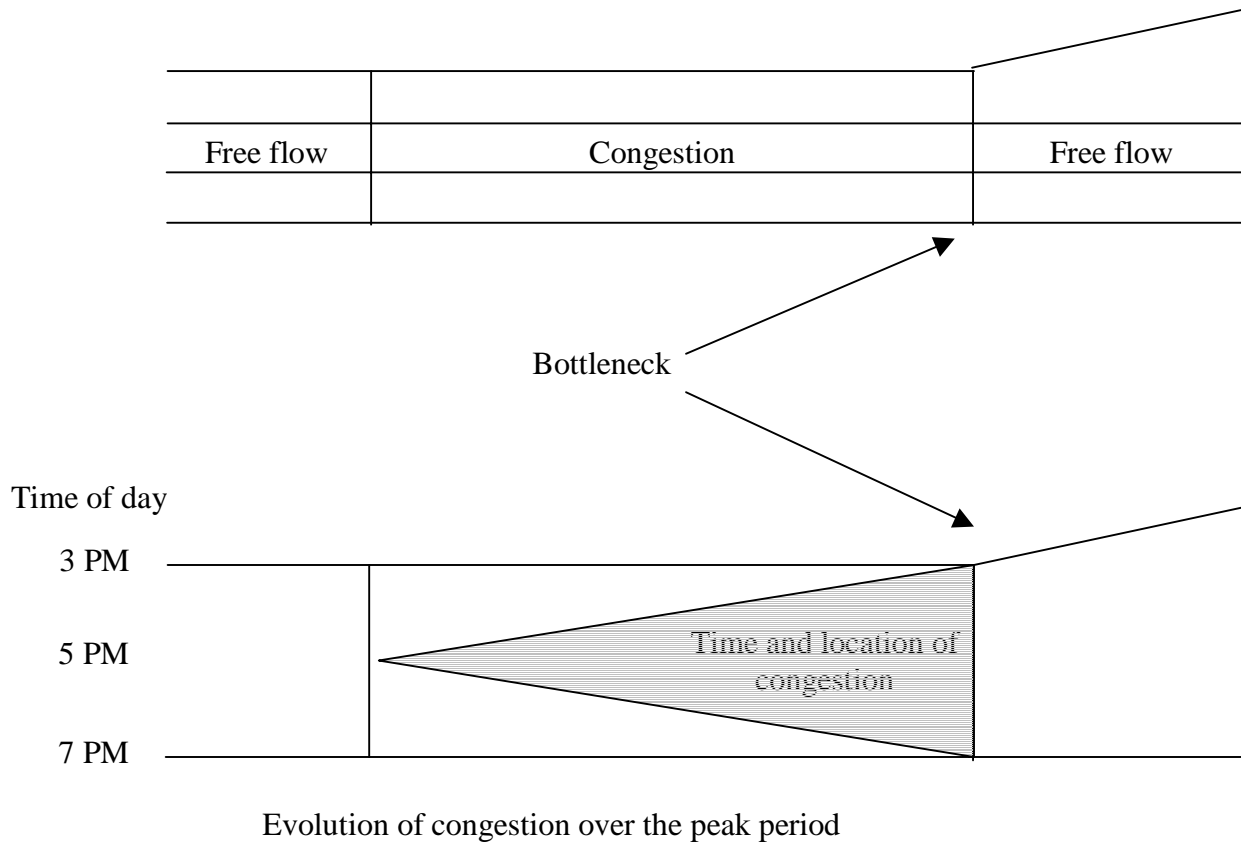 Free flow
Congestion
Free flow
Bottleneck
Time of day
3 PM
5 PM
Time and location of
congestion
7 PM
Evolution of congestion over the peak period